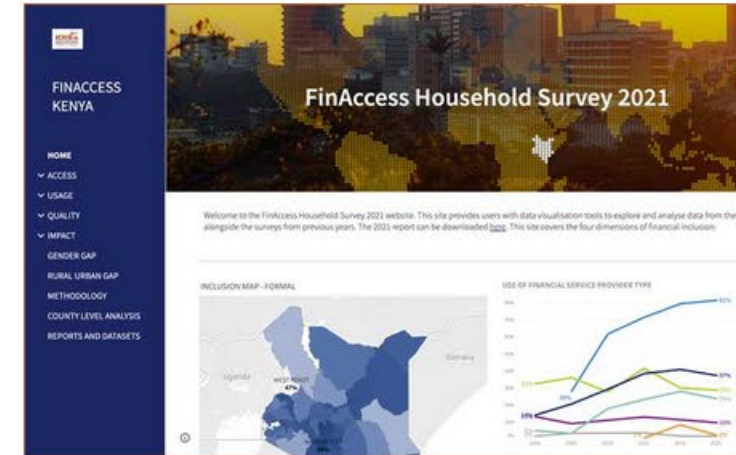 FINACCESS
KENYA
HOME
ACCESS
USAGE
QUALITY
IMPACT
GENDER GAP
RURAL URBAN GAP
METHODOLOGY
COUNTY LEVEL ANALYSIS
REPORTS AND DATASETS
FinAccess Household Survey 2021
Welcome to the FinAccess Household Survey 2021 website. This site provides users with data visualisation tools to explore and analyse data from the
alongside the surveys from previous years. The 2021 report can be downloaded here. This site covers the four dimensions of financial inclusion:
INCLUSION MAP - FORMAL
Uganda
Somalia
WEST POKOT
47%
USE OF FINANCIAL SERVICE PROVIDER TYPE
81%
37%